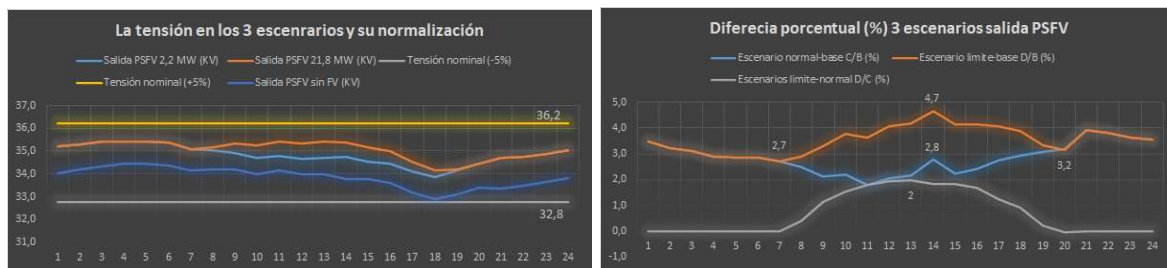 La tensión en los 3 escenrarios y su normalización
Salida PSFV 2,2 MW (KV) Salida PSFV 21,8 MW (KV) Tensión nominal (-5%)
Tensión nominal (+5%) Salida PSFV sin FV (KV)
37,0
36,0
35,0
34,0
33,0
32,0
31,0
36,2
32,8
1 2 3 4 5 6 7 8 9 10 11 12 13 14 15 16 17 18 19 20 21 22 23 24
Diferecia porcentual (%) 3 escenarios salida PSFV
Escenario normal-base C/B (%) Escenario limite-base D/B (%)
Escenarios limite-normal D/C (%)
5,0
4,0
3,0
2,0
1,0
0,0
-1,0
4,7
2,7
2,8
3,2
2
1 2 3 4 5 6 7 8 9 10 11 12 13 14 15 16 17 18 19 20 21 22 23 24